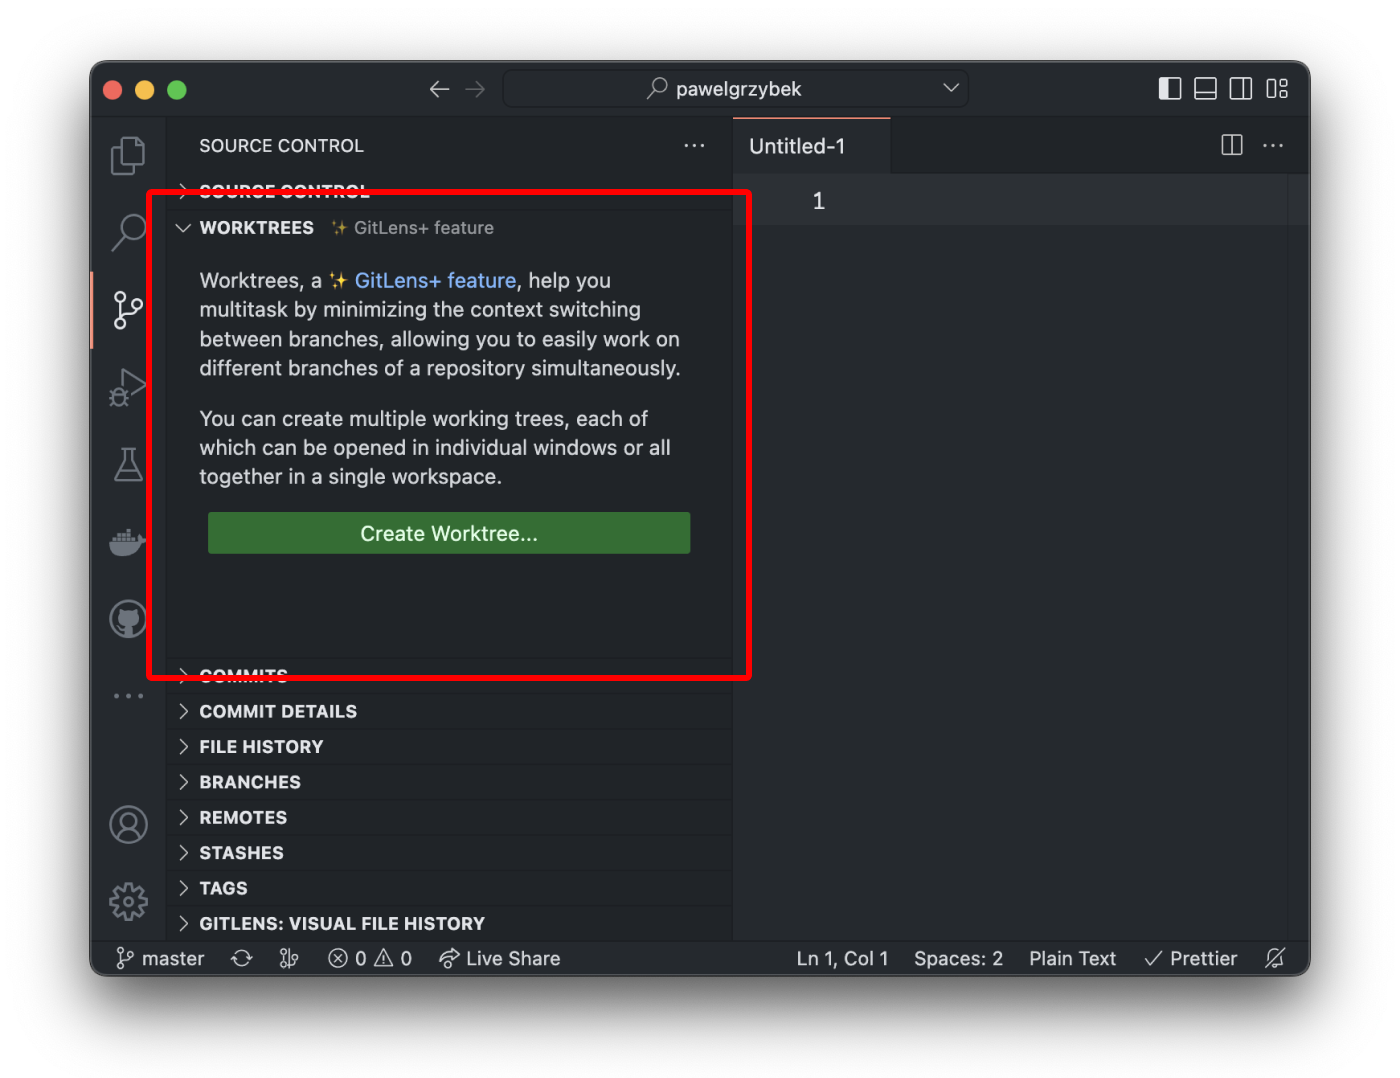 pawelgrzybek
SOURCE CONTROL
Untitled-1
SOURCE CONTROL
1
WORKTREES ✨ GitLens+ feature
Worktrees, a ✨ GitLens+ feature, help you
multitask by minimizing the context switching
between branches, allowing you to easily work on
different branches of a repository simultaneously.
You can create multiple working trees, each of
which can be opened in individual windows or all
together in a single workspace.
Create Worktree...
COMMITS
COMMIT DETAILS
FILE HISTORY
BRANCHES
REMOTES
STASHES
TAGS
GITLENS: VISUAL FILE HISTORY
master 0 0 Live Share Ln 1, Col 1 Spaces: 2 Plain Text Prettier